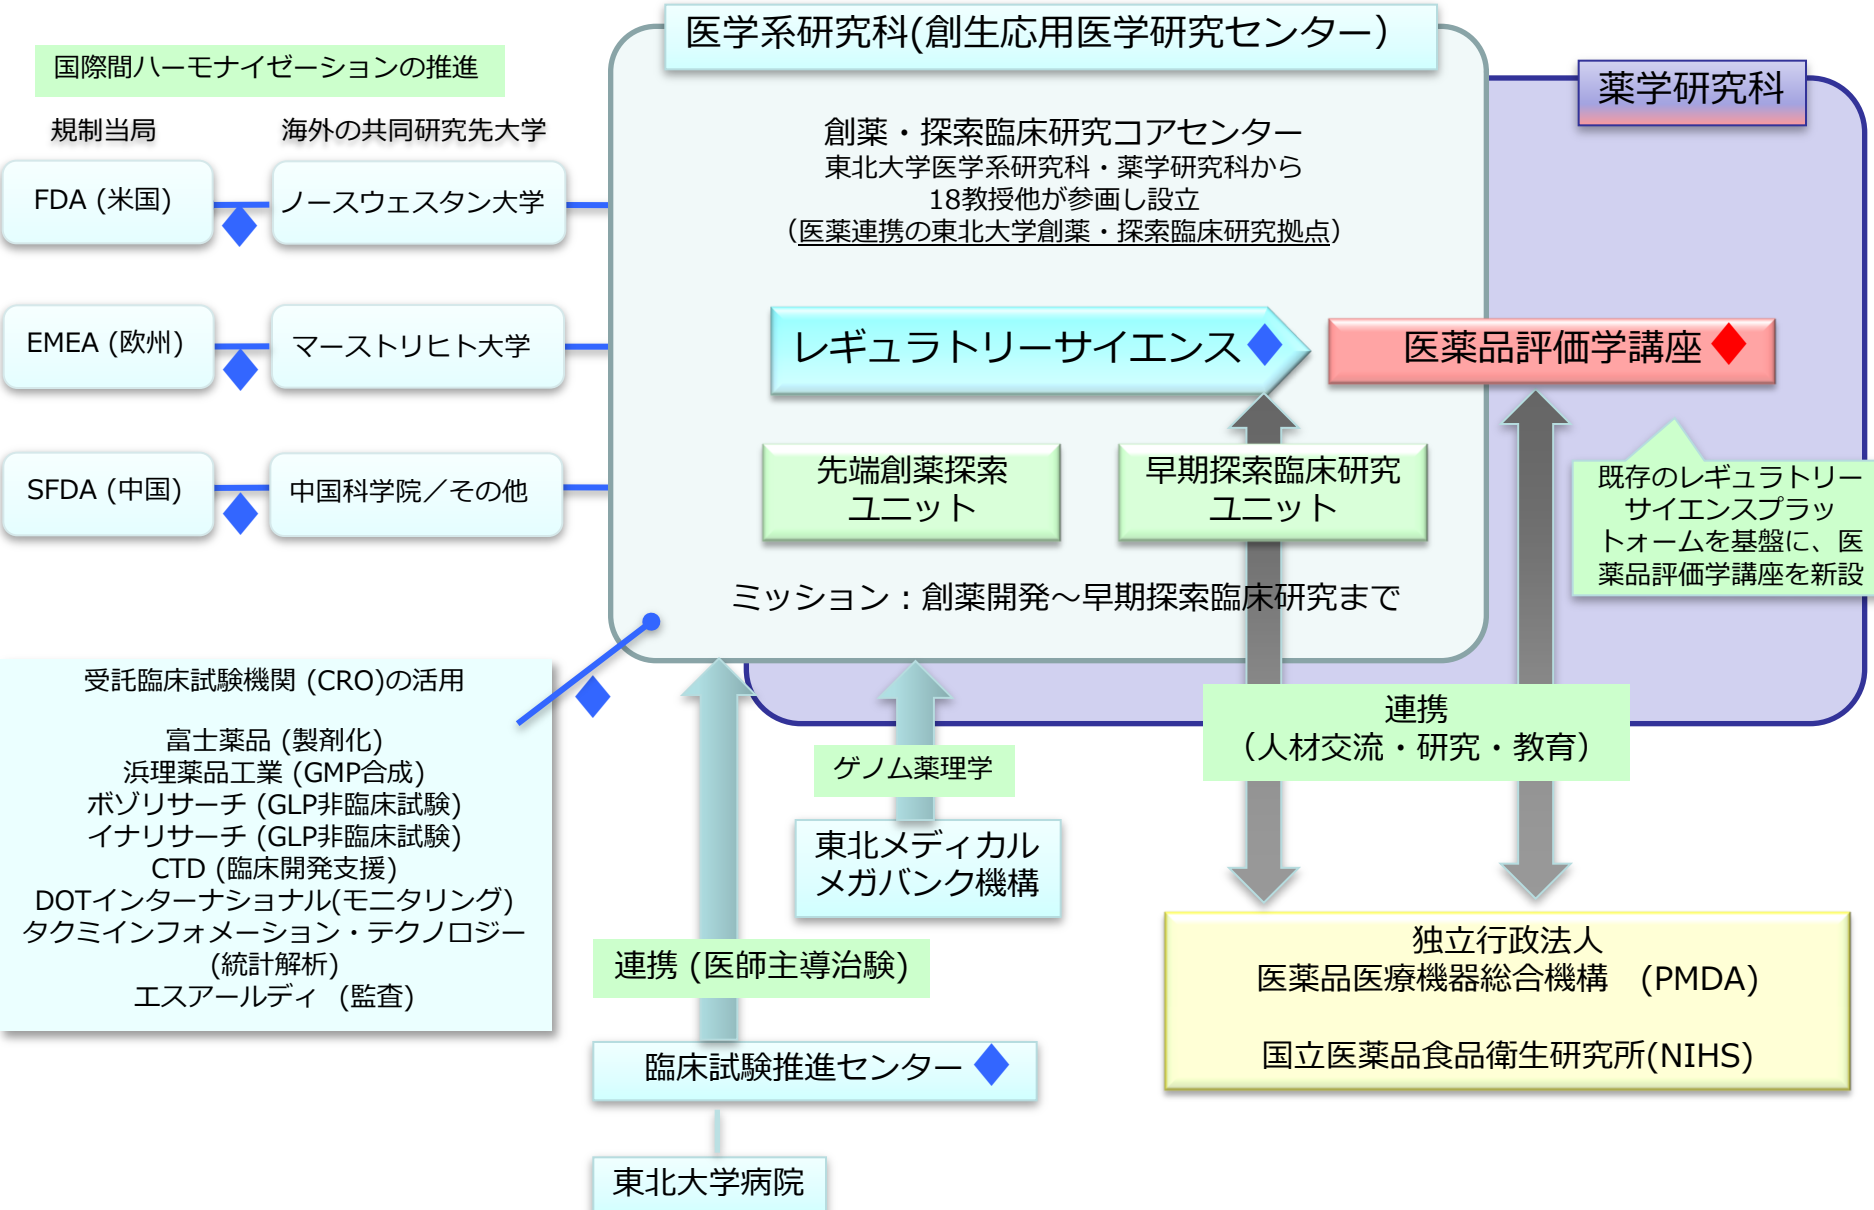 医学系研究科(創生応用医学研究センター）
国際間ハーモナイゼーションの推進
薬学研究科
規制当局
海外の共同研究先大学
FDA (米国)
ノースウェスタン大学
EMEA (欧州)
マーストリヒト大学
SFDA (中国)
中国科学院／その他
創薬・探索臨床研究コアセンター
東北大学医学系研究科・薬学研究科から
18教授他が参画し設立
（医薬連携の東北大学創薬・探索臨床研究拠点）
レギュラトリーサイエンス
医薬品評価学講座
先端創薬探索
ユニット
早期探索臨床研究
ユニット
既存のレギュラトリー
サイエンスプラッ
トォームを基盤に、医
薬品評価学講座を新設
ミッション：創薬開発～早期探索臨床研究まで
受託臨床試験機関 (CRO)の活用
富士薬品 (製剤化)
浜理薬品工業 (GMP合成)
ボゾリサーチ (GLP非臨床試験)
イナリサーチ (GLP非臨床試験)
CTD (臨床開発支援)
DOTインターナショナル(モニタリング)
タクミインフォメーション・テクノロジー
(統計解析)
エスアールディ (監査)
連携
（人材交流・研究・教育）
ゲノム薬理学
東北メディカル
メガバンク機構
連携 (医師主導治験)
臨床試験推進センター
東北大学病院
独立行政法人
医薬品医療機器総合機構　(PMDA)
国立医薬品食品衛生研究所(NIHS)